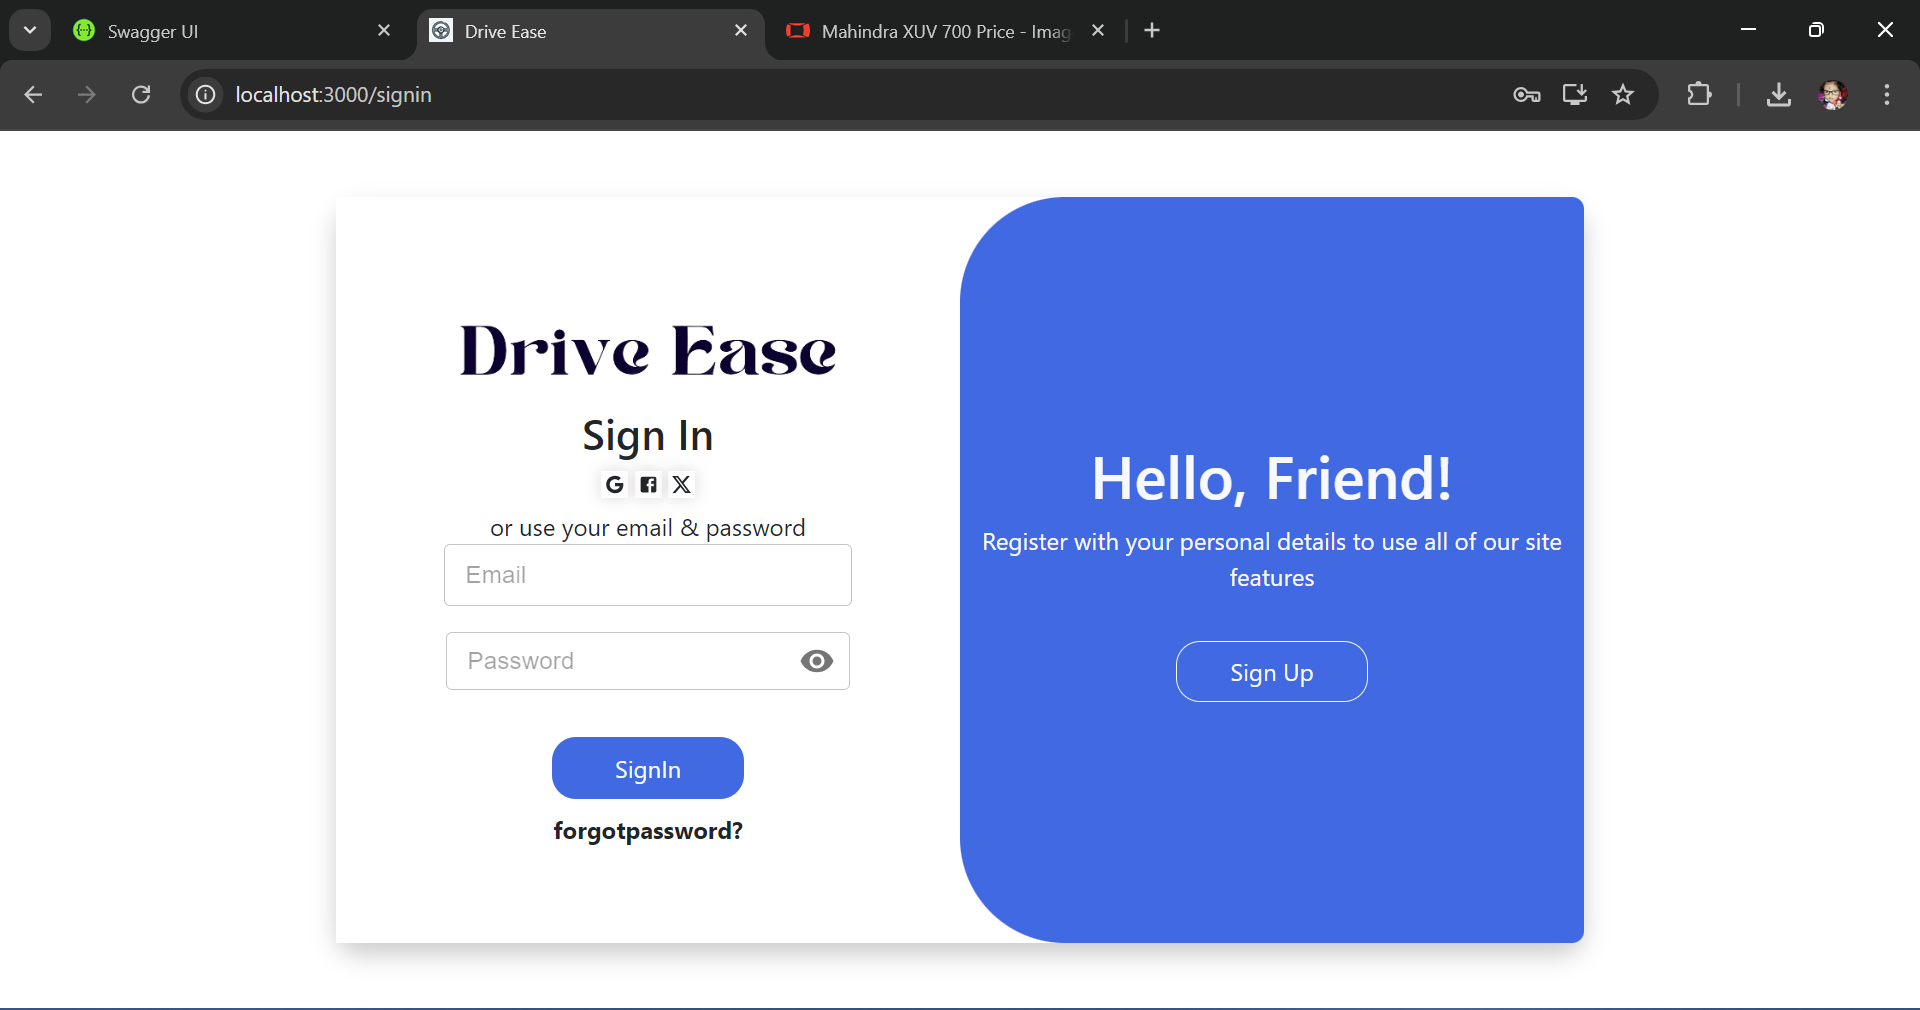 Swagger UI
Drive Ease
Mahindra XUV 700 Price - Imag
localhost:3000/signin
Drive Ease
Sign In
or use your email & password
Email
Password
SignIn
forgotpassword?
Hello, Friend!
Register with your personal details to use all of our site
features
Sign Up